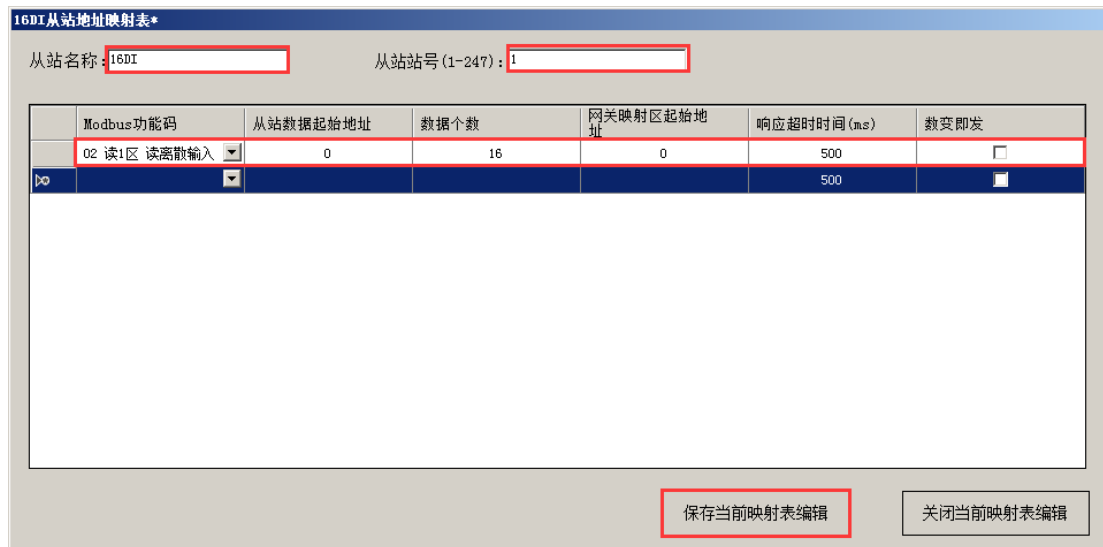 16DI从站地址映射表*
从站名称:16DI 从站站号(1-247):1
Modbus功能码 从站数据起始地址 数据个数 网关映射区起始地址 响应超时时间(ms) 数变即发
02 读1区 读离散输入 0 16 0 500
500
保存当前映射表编辑 关闭当前映射表编辑